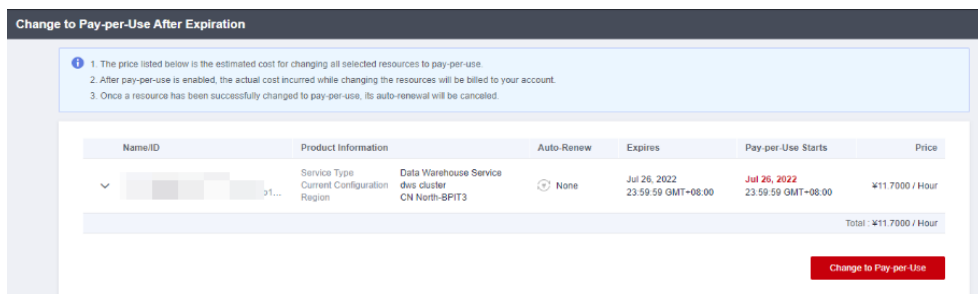 Change to Pay-per-Use After Expiration
1. The price listed below is the estimated cost for changing all selected resources to pay-per-use.
2. After pay-per-use is enabled, the actual cost incurred while changing the resources will be billed to your account.
3. Once a resource has been successfully changed to pay-per-use, its auto-renewal will be canceled.
Name/ID Product Information Auto-Renew Expires Pay-per-Use Starts Price
Service Type Data Warehouse Service
Current Configuration dws cluster
Region CN North-BPIT3
None
Jul 26, 2022
23:59:59 GMT+08:00
Jul 26, 2022
23:59:59 GMT+08:00
¥11.7000 / Hour
Total : ¥11.7000 / Hour
Change to Pay-per-Use